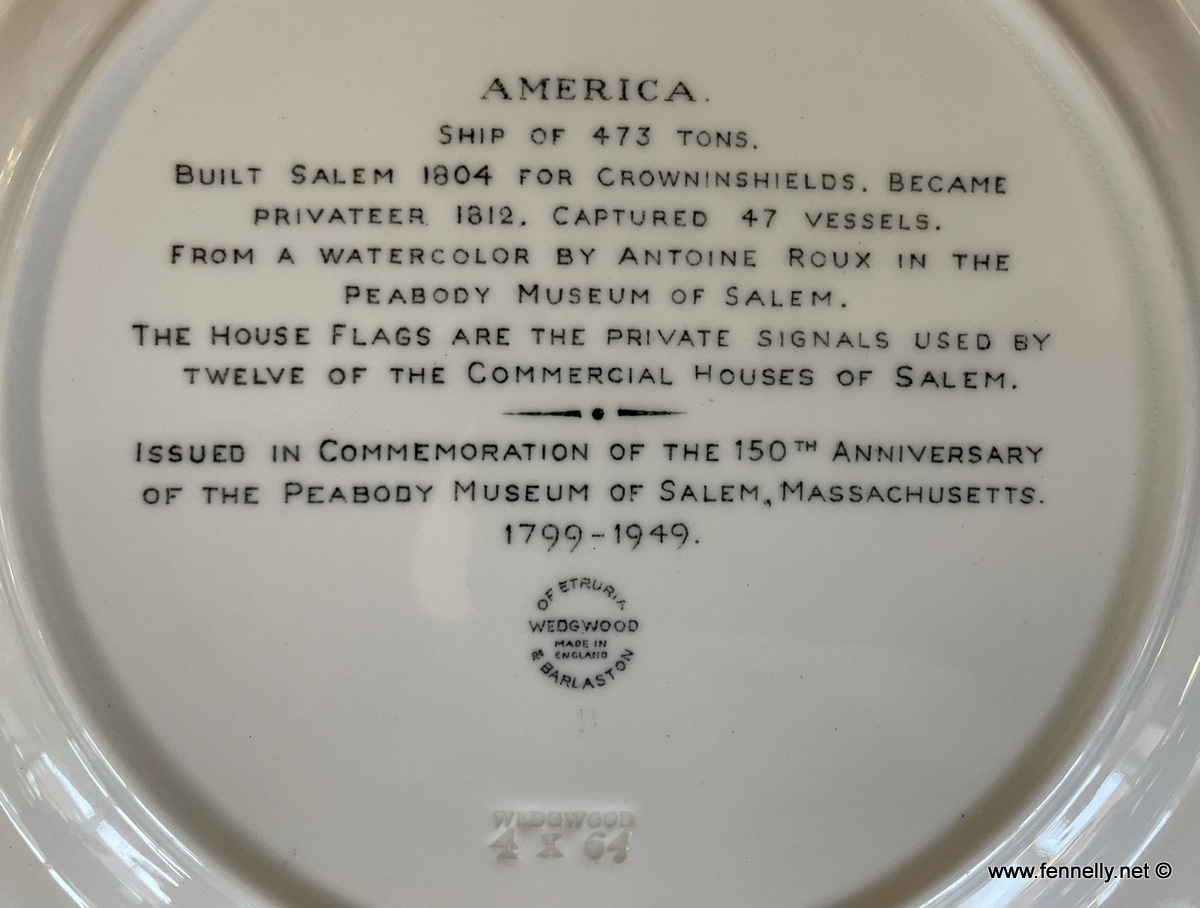 AMERICA.
SHIP OF 473 TONS.
BUILT SALEM 1804 FOR CROWNINSHIELDS. BECAME
PRIVATEER 1812. CAPTURED 47 VESSELS.
FROM A WATERCOLOR BY ANTOINE ROUX IN THE
PEABODY MUSEUM OF SALEM.
THE HOUSE FLAGS ARE THE PRIVATE SIGNALS USED BY
TWELVE OF THE COMMERCIAL HOUSES OF SALEM.
ISSUED IN COMMEMORATION OF THE 150TH ANNIVERSARY
OF THE PEABODY MUSEUM OF SALEM, MASSACHUSETTS.
1799-1949.
OF ETRURIA
WEDGWOOD
MADE IN
ENGLAND
& BARLASTON
B
WEDGWOOD
4 X 64
www.fennelly.net ©